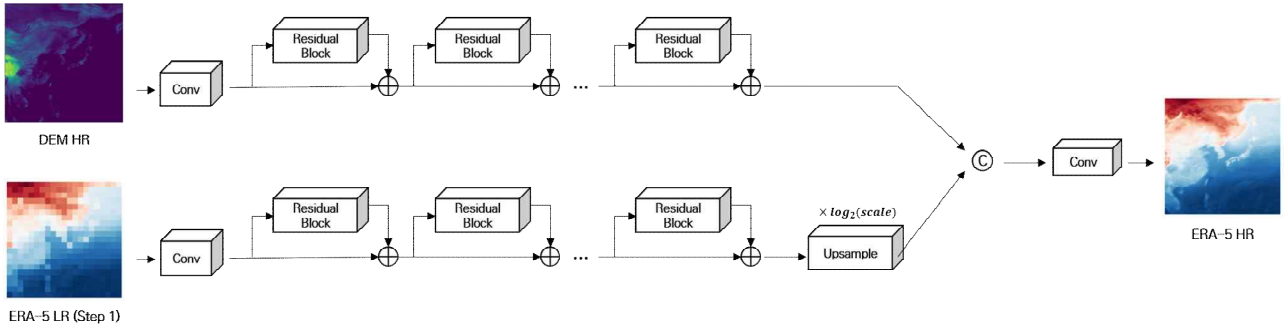 Residual
Block
Residual
Block
Residual
Block
Conv
...
DEM HR
C
Conv
ERA-5 HR
Residual
Block
Residual
Block
Residual
Block
× log₂(scale)
Conv
...
Upsample
ERA-5 LR (Step 1)